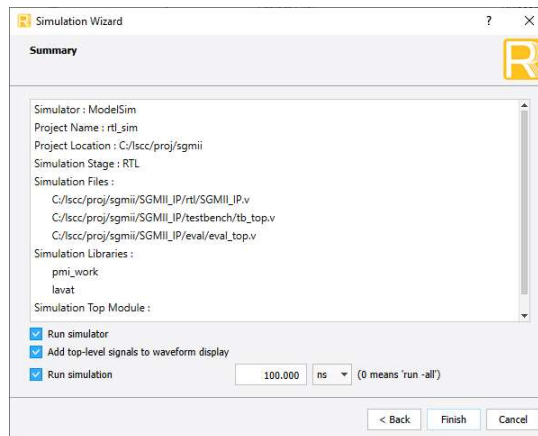 Simulation Wizard
Summary
Simulator : ModelSim
Project Name : rtl_sim
Project Location : C:/lscc/proj/sgmii
Simulation Stage : RTL
Simulation Files :
C:/lscc/proj/sgmii/SGMII_IP/rtl/SGMII_IP.v
C:/lscc/proj/sgmii/SGMII_IP/testbench/tb_top.v
C:/lscc/proj/sgmii/SGMII_IP/eval/eval_top.v
Simulation Libraries :
pmi_work
lavat
Simulation Top Module :
Run simulator
Add top-level signals to waveform display
Run simulation 100.000 ns (0 means 'run -all')
< Back Finish Cancel